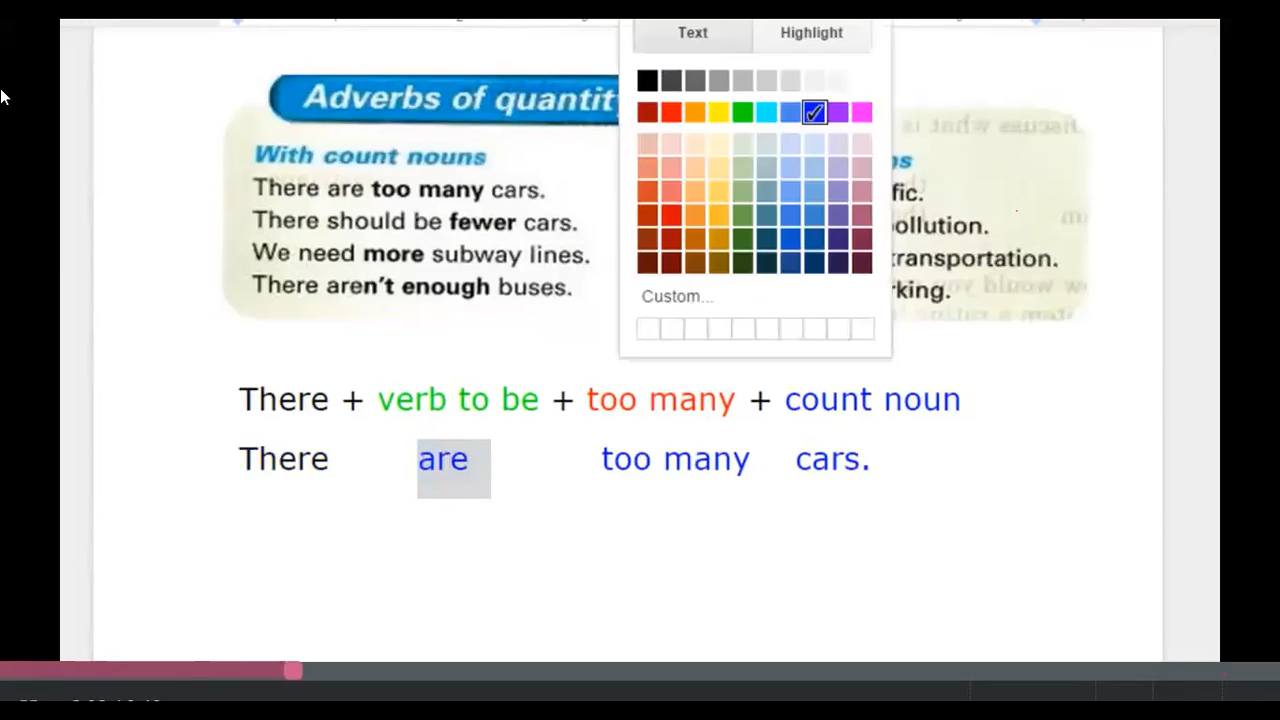 Text Highlight
Adverbs of quantit
With count nouns
There are too many cars.
There should be fewer cars.
We need more subway lines.
There aren't enough buses.
ns
fic.
ollution.
transportation.
rking.
Custom...
There + verb to be + too many + count noun
There are too many cars.